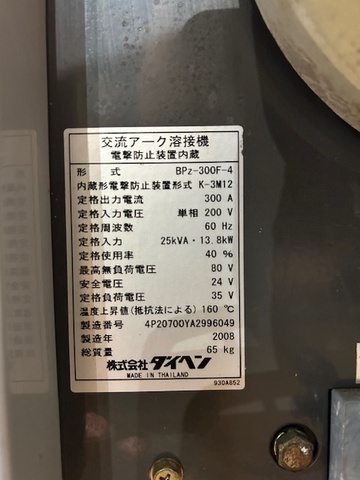 交流アーク溶接機
電撃防止装置内蔵
形 式 BPz-300F-4
内蔵形電撃防止装置形式 K-3M12
定格出力電流 300 A
定格入力電圧 単相 200 V
定格周波数 60 Hz
定格入力 25kVA・13.8kW
定格使用率 40 %
最高無負荷電圧 80 V
安全電圧 24 V
定格負荷電圧 35 V
温度上昇値(抵抗法による) 160 ℃
製造番号 4P20700YA2996049
製造年 2008
総質量 65 kg
株式会社 ダイヘン
MADE IN THAILAND
930A852